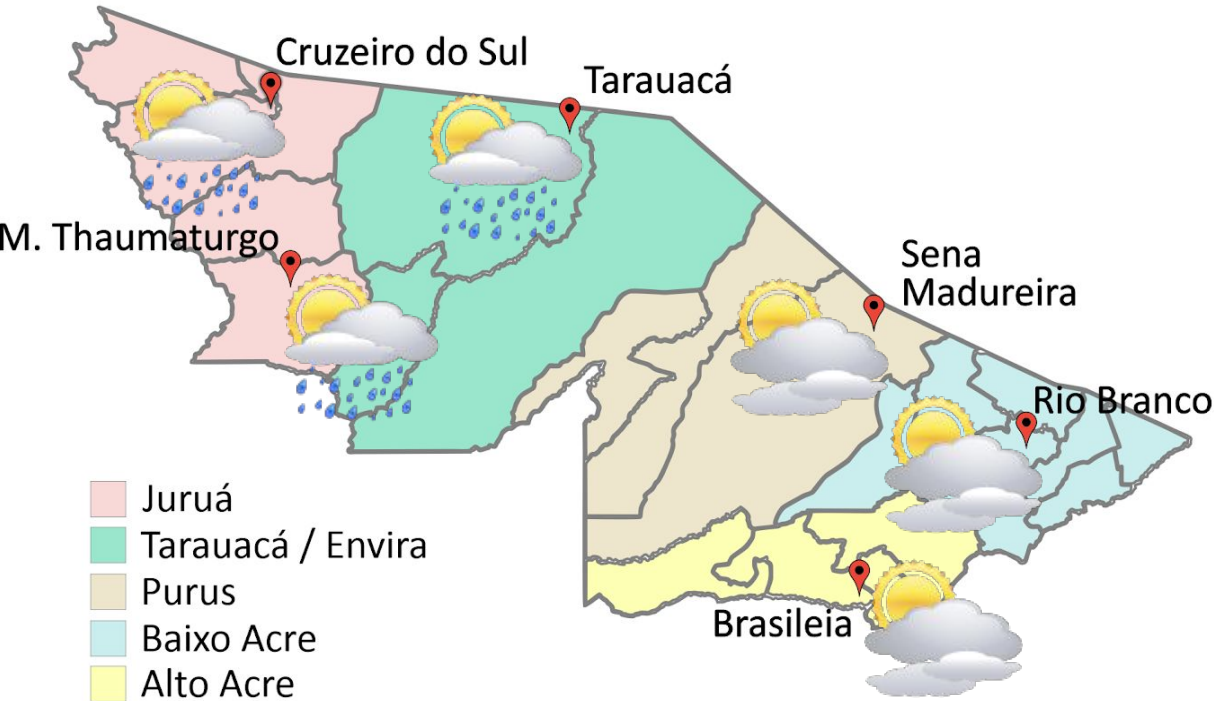 Cruzeiro do Sul
Tarauacá
M. Thaumaturgo
Sena
Madureira
Rio Branco
Brasileia
Juruá
Tarauacá / Envira
Purus
Baixo Acre
Alto Acre